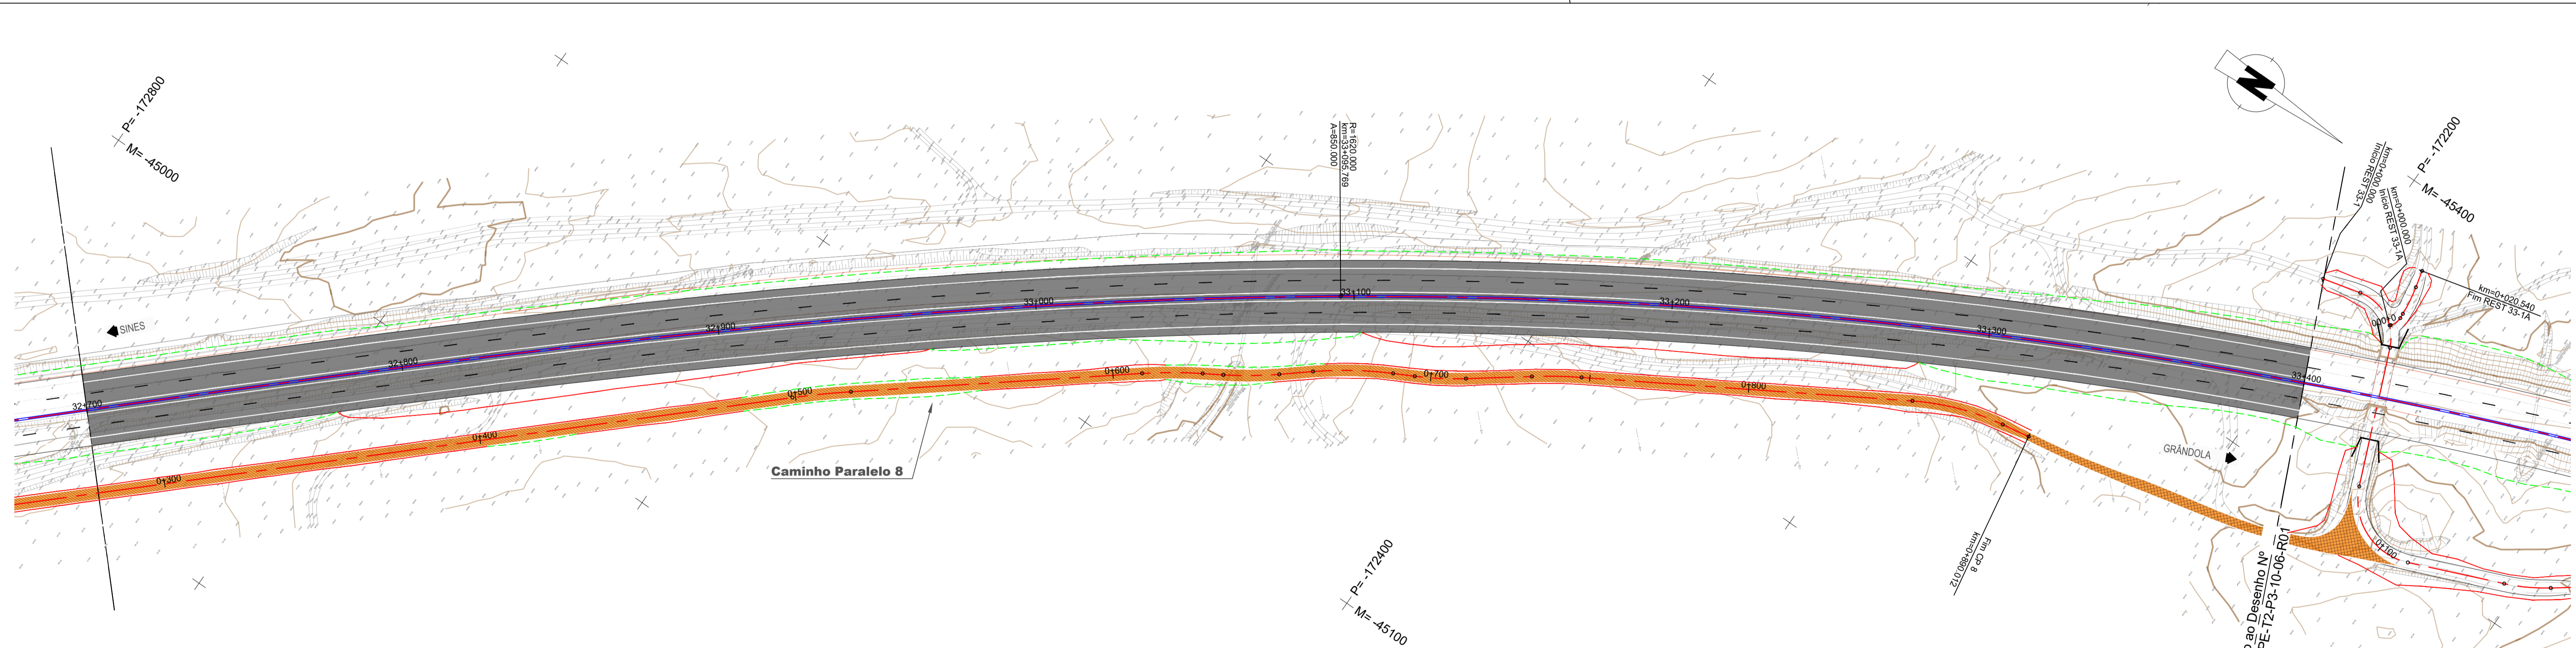 P= -172800
M= -45000
N
R=1620.000
km=33+095.769
A=850.000
P= -172200
M= -45400
km=0+000.000
Início REST 33-1
km=0+000.000
Início REST 33-1A
km=0+020.540
Fim REST 33-1A
0+000
SINES
32+700
32+800
32+900
33+000
33+100
33+200
33+300
33+400
0+300
0+400
0+500
0+600
0+700
0+800
Caminho Paralelo 8
GRÂNDOLA
Fim CP 8
km=0+890.012
0+100
P= -172400
M= -45100
ao Desenho Nº
PE-T2-P3-10-06-R01